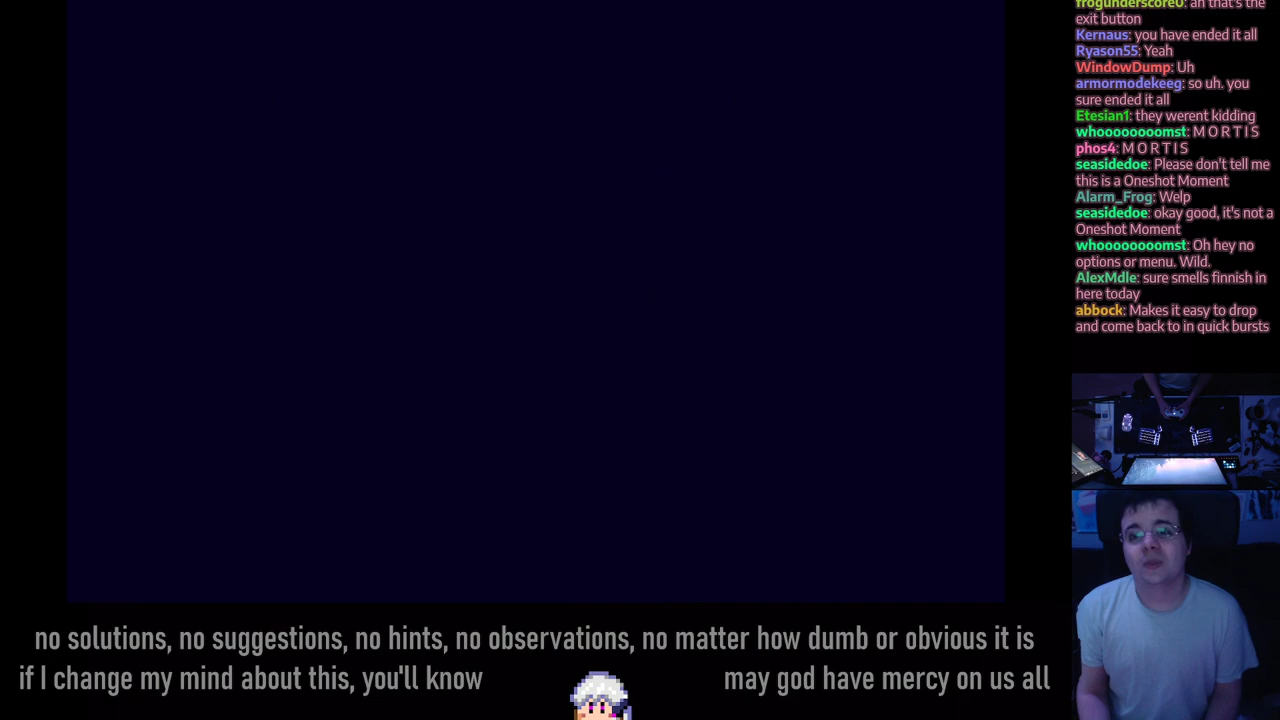 frogunderscore0: ah that's the
exit button
Kernaus: you have ended it all
Ryason55: Yeah
WindowDump: Uh
armormodekeeg: so uh. you
sure ended it all
Etesian1: they werent kidding
whoooooooomst: M O R T I S
phos4: M O R T I S
seasidedoe: Please don't tell me
this is a Oneshot Moment
Alarm_Frog: Welp
seasidedoe: okay good, it's not a
Oneshot Moment
whoooooooomst: Oh hey no
options or menu. Wild.
AlexMdle: sure smells finnish in
here today
abbock: Makes it easy to drop
and come back to in quick bursts
no solutions, no suggestions, no hints, no observations, no matter how dumb or obvious it is
if I change my mind about this, you'll know may god have mercy on us all